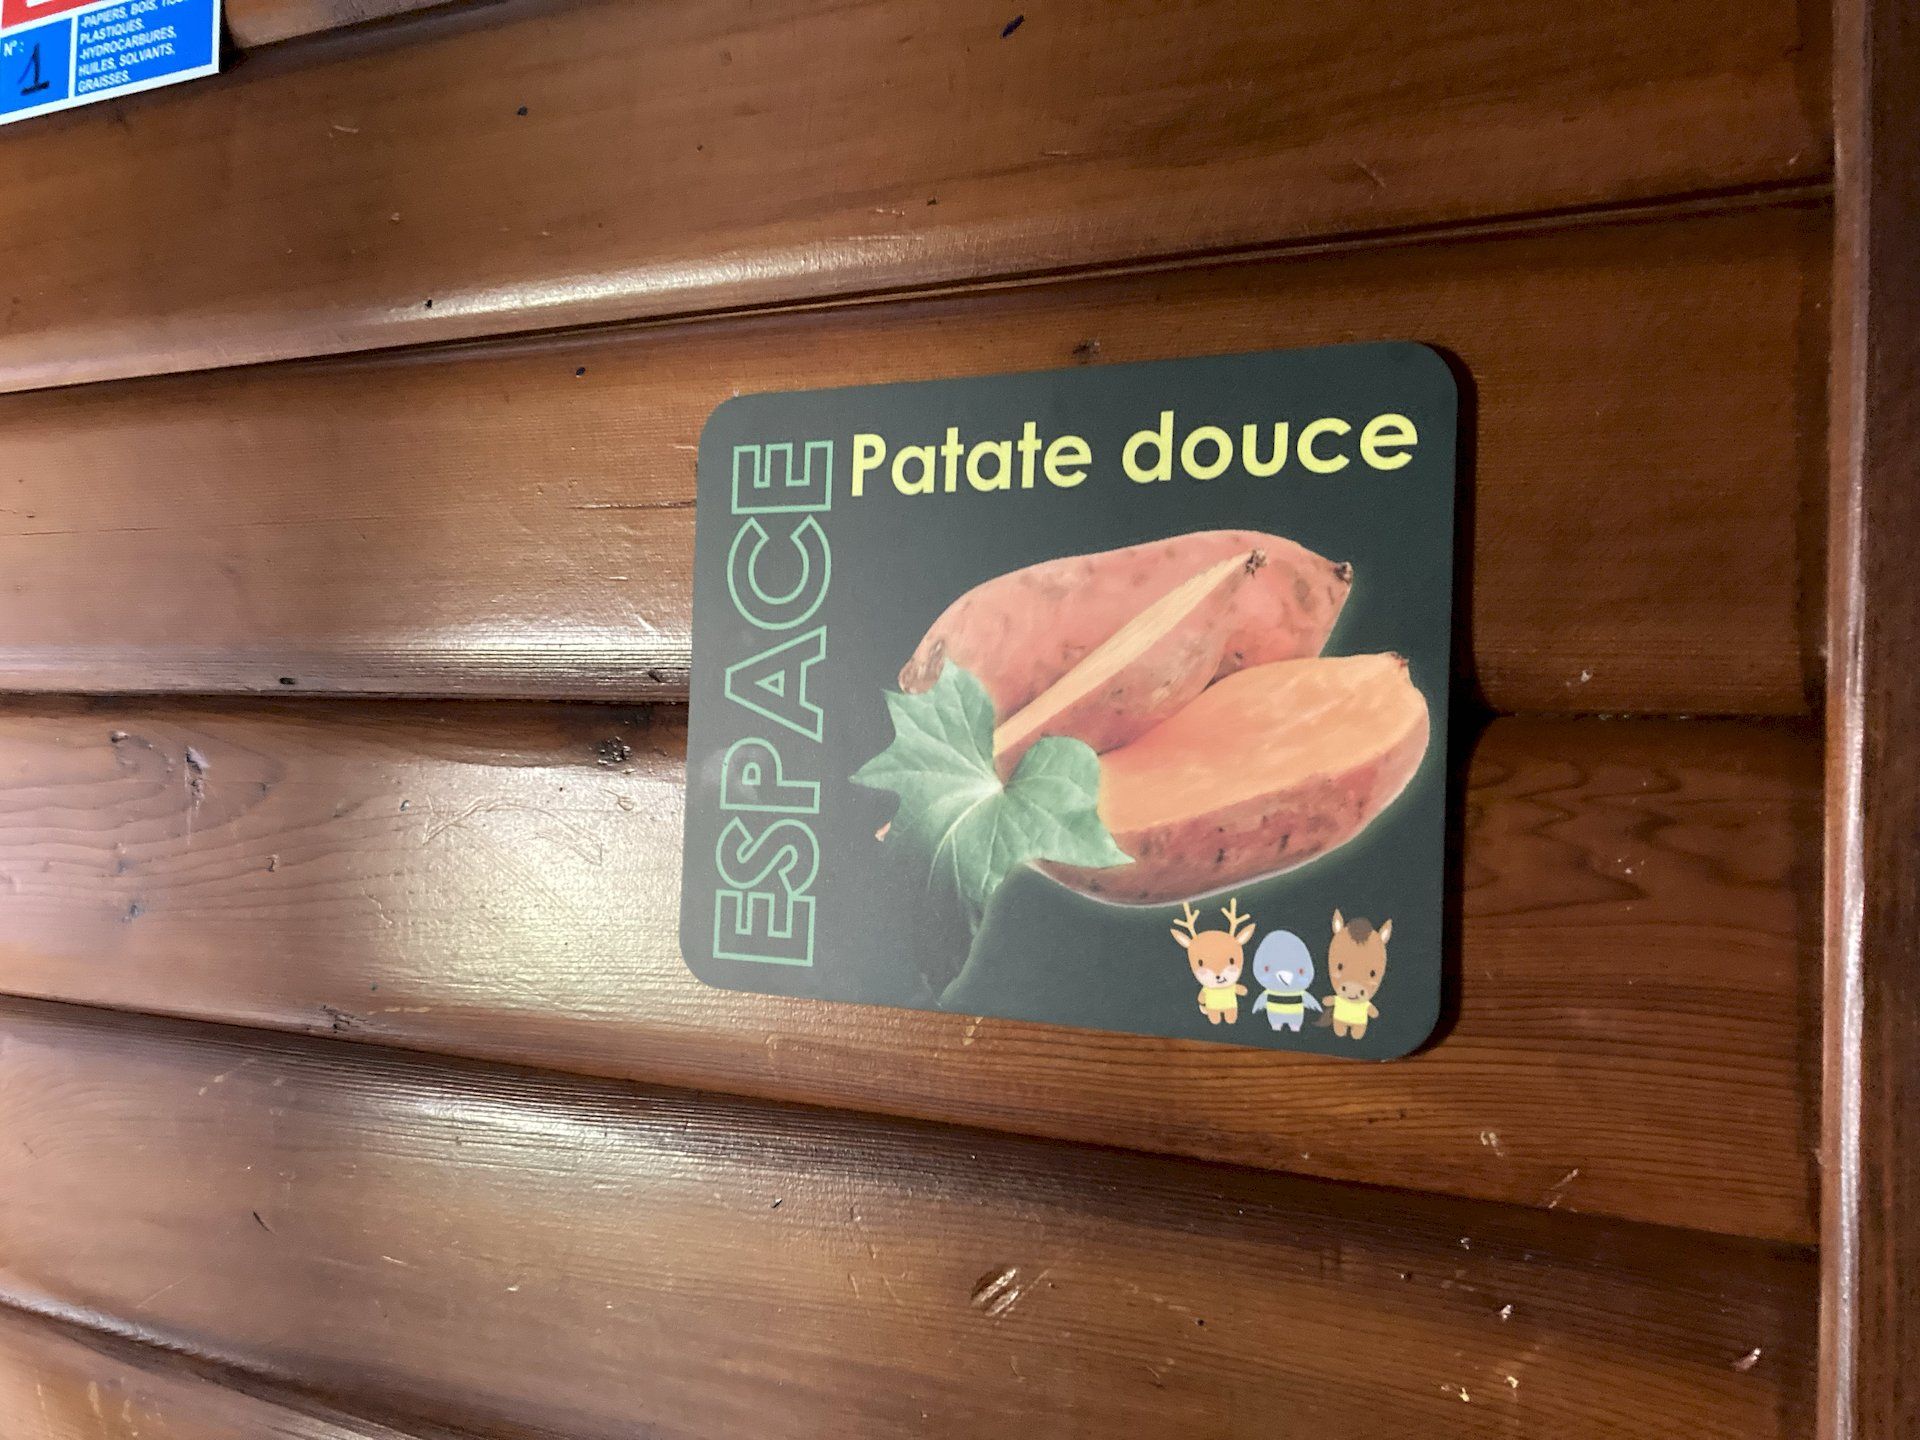 -PAPIERS, BOIS,
PLASTIQUES.
-HYDROCARBURES,
HUILES, SOLVANTS,
GRAISSES.
N° :
1
ESPACE
Patate douce